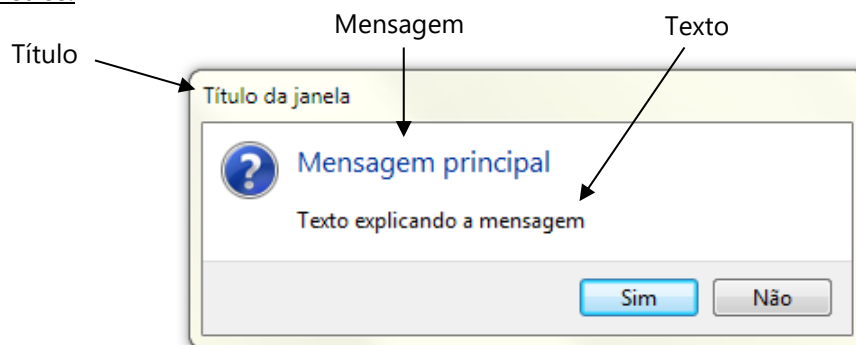 Mensagem
Texto
Título
Título da janela
Mensagem principal
Texto explicando a mensagem
Sim
Não